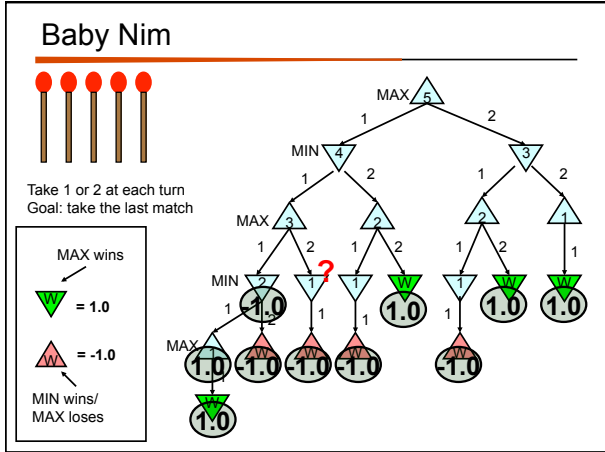 Baby Nim
MAX 5
1 2
MIN 4 3
Take 1 or 2 at each turn
Goal: take the last match
1 2 1 2
MAX 3 2 2 1
1 2 1 2 1 2 1
?
MAX wins
MIN 2 1 1 W 1 W W
-1.0 1.0 1.0 1.0
W = 1.0
1 2 1 1 1
MAX W W W W
1.0 -1.0 -1.0 -1.0 -1.0
W = -1.0
1
W
1.0
MIN wins/
MAX loses